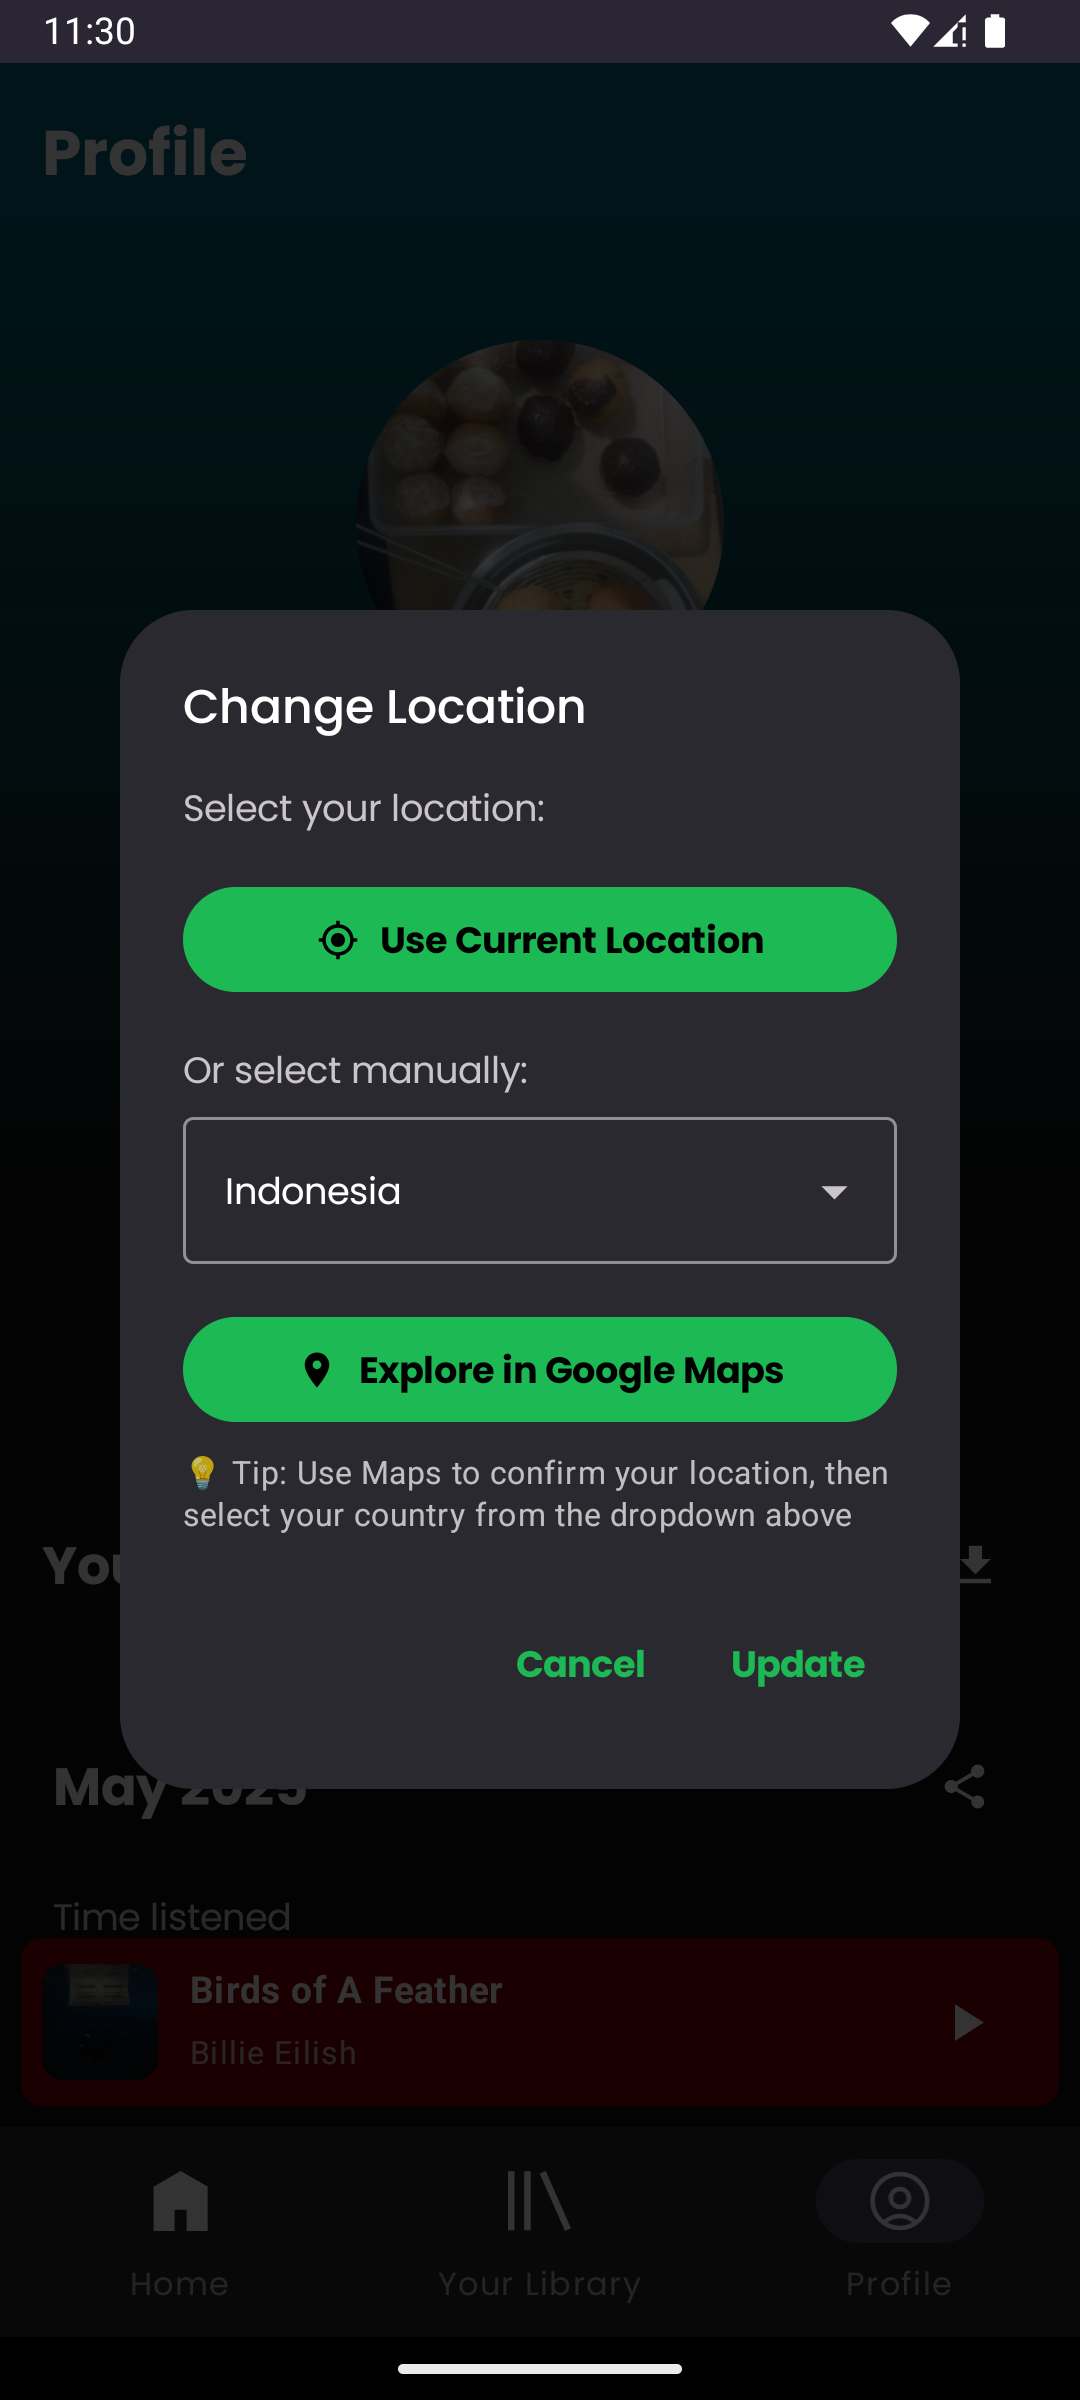 11:30
Profile
Change Location
Select your location:
Use Current Location
Or select manually:
Indonesia
Explore in Google Maps
💡 Tip: Use Maps to confirm your location, then
select your country from the dropdown above
You
Cancel
Update
May 2025
Time listened
Birds of A Feather
Billie Eilish
Home
Your Library
Profile